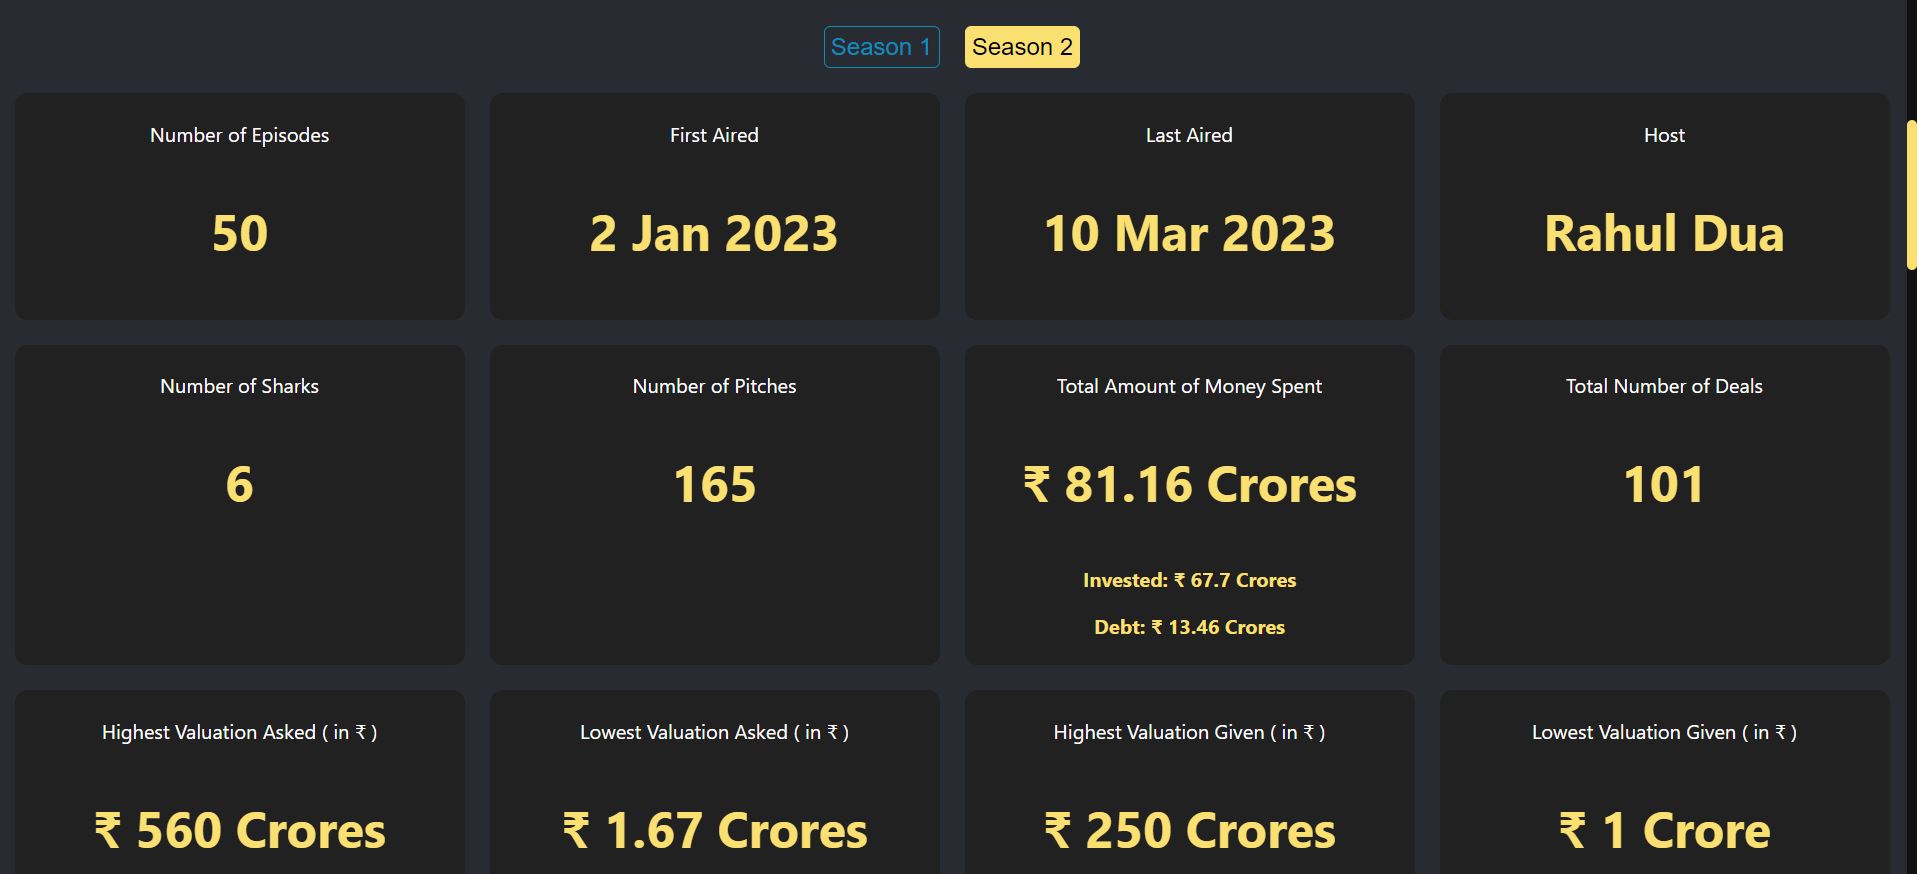 Season 1
Season 2
Number of Episodes
50
First Aired
2 Jan 2023
Last Aired
10 Mar 2023
Host
Rahul Dua
Number of Sharks
6
Number of Pitches
165
Total Amount of Money Spent
₹ 81.16 Crores
Invested: ₹ 67.7 Crores
Debt: ₹ 13.46 Crores
Total Number of Deals
101
Highest Valuation Asked ( in ₹ )
₹ 560 Crores
Lowest Valuation Asked ( in ₹ )
₹ 1.67 Crores
Highest Valuation Given ( in ₹ )
₹ 250 Crores
Lowest Valuation Given ( in ₹ )
₹ 1 Crore